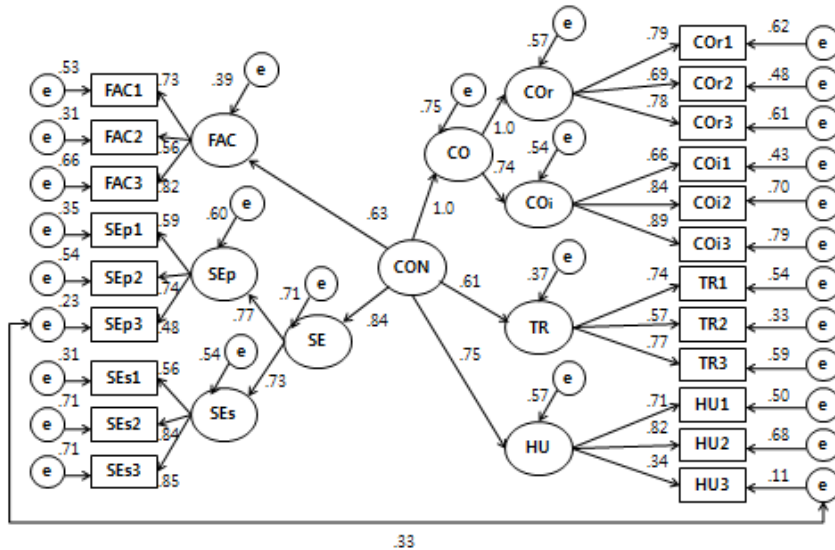 .53 e FAC1 .73
.31 e FAC2 .56
.66 e FAC3 .82
.39 e FAC
.35 e SEp1 .59
.54 e SEp2 .74
.23 e SEp3 .48
.60 e SEp
.31 e SEs1 .56
.71 e SEs2 .84
.71 e SEs3 .85
.54 e SEs
.77
.73
.71 e SE
.63
.84
CON
1.0
.61
.75
.75 e CO
1.0
.74
.57 e COr
.54 e COi
.37 e TR
.57 e HU
.79 COr1 .62 e
.69 COr2 .48 e
.78 COr3 .61 e
.66 COi1 .43 e
.84 COi2 .70 e
.89 COi3 .79 e
.74 TR1 .54 e
.57 TR2 .33 e
.77 TR3 .59 e
.71 HU1 .50 e
.82 HU2 .68 e
.34 HU3 .11 e
.33